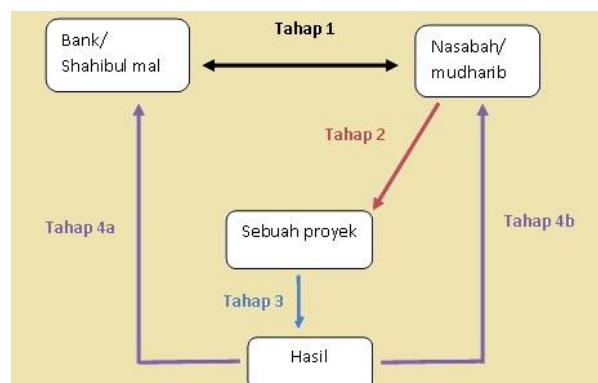 Tahap 1
Bank/
Shahibul mal
Nasabah/
mudharib
Tahap 2
Tahap 4a
Sebuah proyek
Tahap 4b
Tahap 3
Hasil